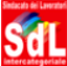 Sindacato dei Lavoratori
SdL
intercategoriale